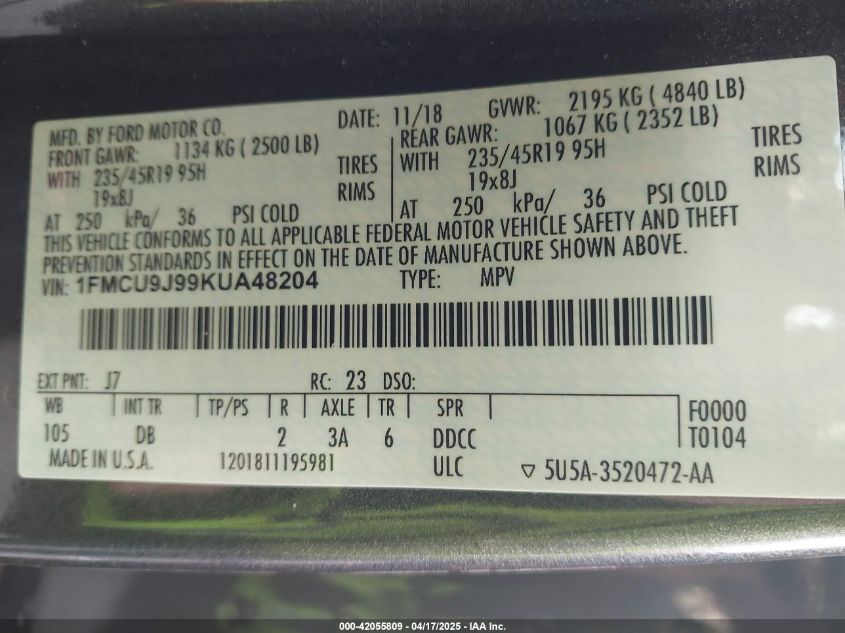 MFD. BY FORD MOTOR CO.
DATE: 11/18 GVWR: 2195 KG ( 4840 LB)
FRONT GAWR: 1134 KG ( 2500 LB)
WITH 235/45R19 95H TIRES
19x8J RIMS
AT 250 kPa/ 36 PSI COLD
REAR GAWR: 1067 KG ( 2352 LB)
WITH 235/45R19 95H TIRES
19x8J RIMS
AT 250 kPa/ 36 PSI COLD
THIS VEHICLE CONFORMS TO ALL APPLICABLE FEDERAL MOTOR VEHICLE SAFETY AND THEFT
PREVENTION STANDARDS IN EFFECT ON THE DATE OF MANUFACTURE SHOWN ABOVE.
VIN: 1FMCU9J99KUA48204 TYPE: MPV
EXT PNT: J7 RC: 23 DSO:
WB INT TR TP/PS R AXLE TR SPR
105 DB 2 3A 6 DDCC
F0000
T0104
MADE IN U.S.A. 1201811195981 ULC ▽ 5U5A-3520472-AA
000-42055809 - 04/17/2025 - IAA Inc.